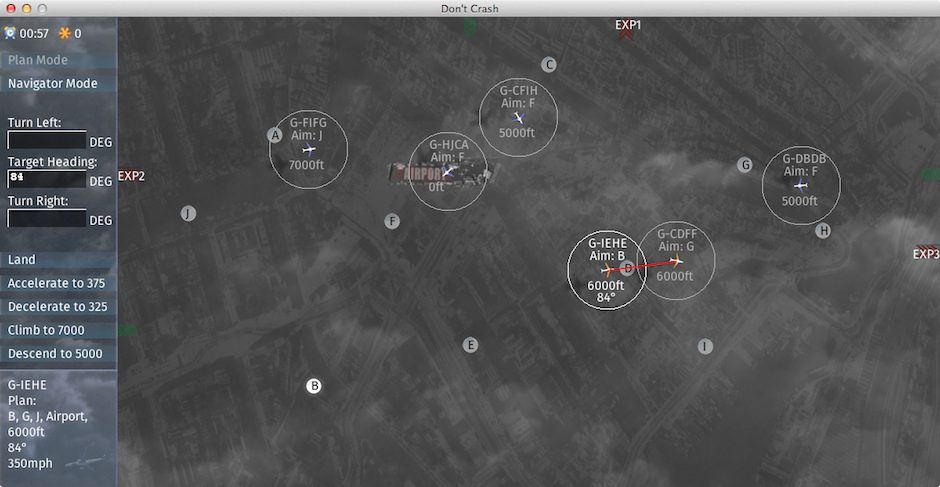 Don't Crash
00:57 0
Plan Mode
Navigator Mode
Turn Left:
DEG
Target Heading:
84 DEG
Turn Right:
DEG
Land
Accelerate to 375
Decelerate to 325
Climb to 7000
Descend to 5000
G-IEHE
Plan:
B, G, J, Airport,
6000ft
84°
350mph
EXP1
C
G-CFIH
Aim: F
5000ft
A
G-FIFG
Aim: J
7000ft
G-HJCA
Aim: F
AIRPORT
0ft
G
G-DBDB
Aim: F
5000ft
EXP2
J
F
H
G-IEHE
Aim: B
6000ft
84°
G-CDFF
Aim: G
6000ft
D
EXP3
E
I
B